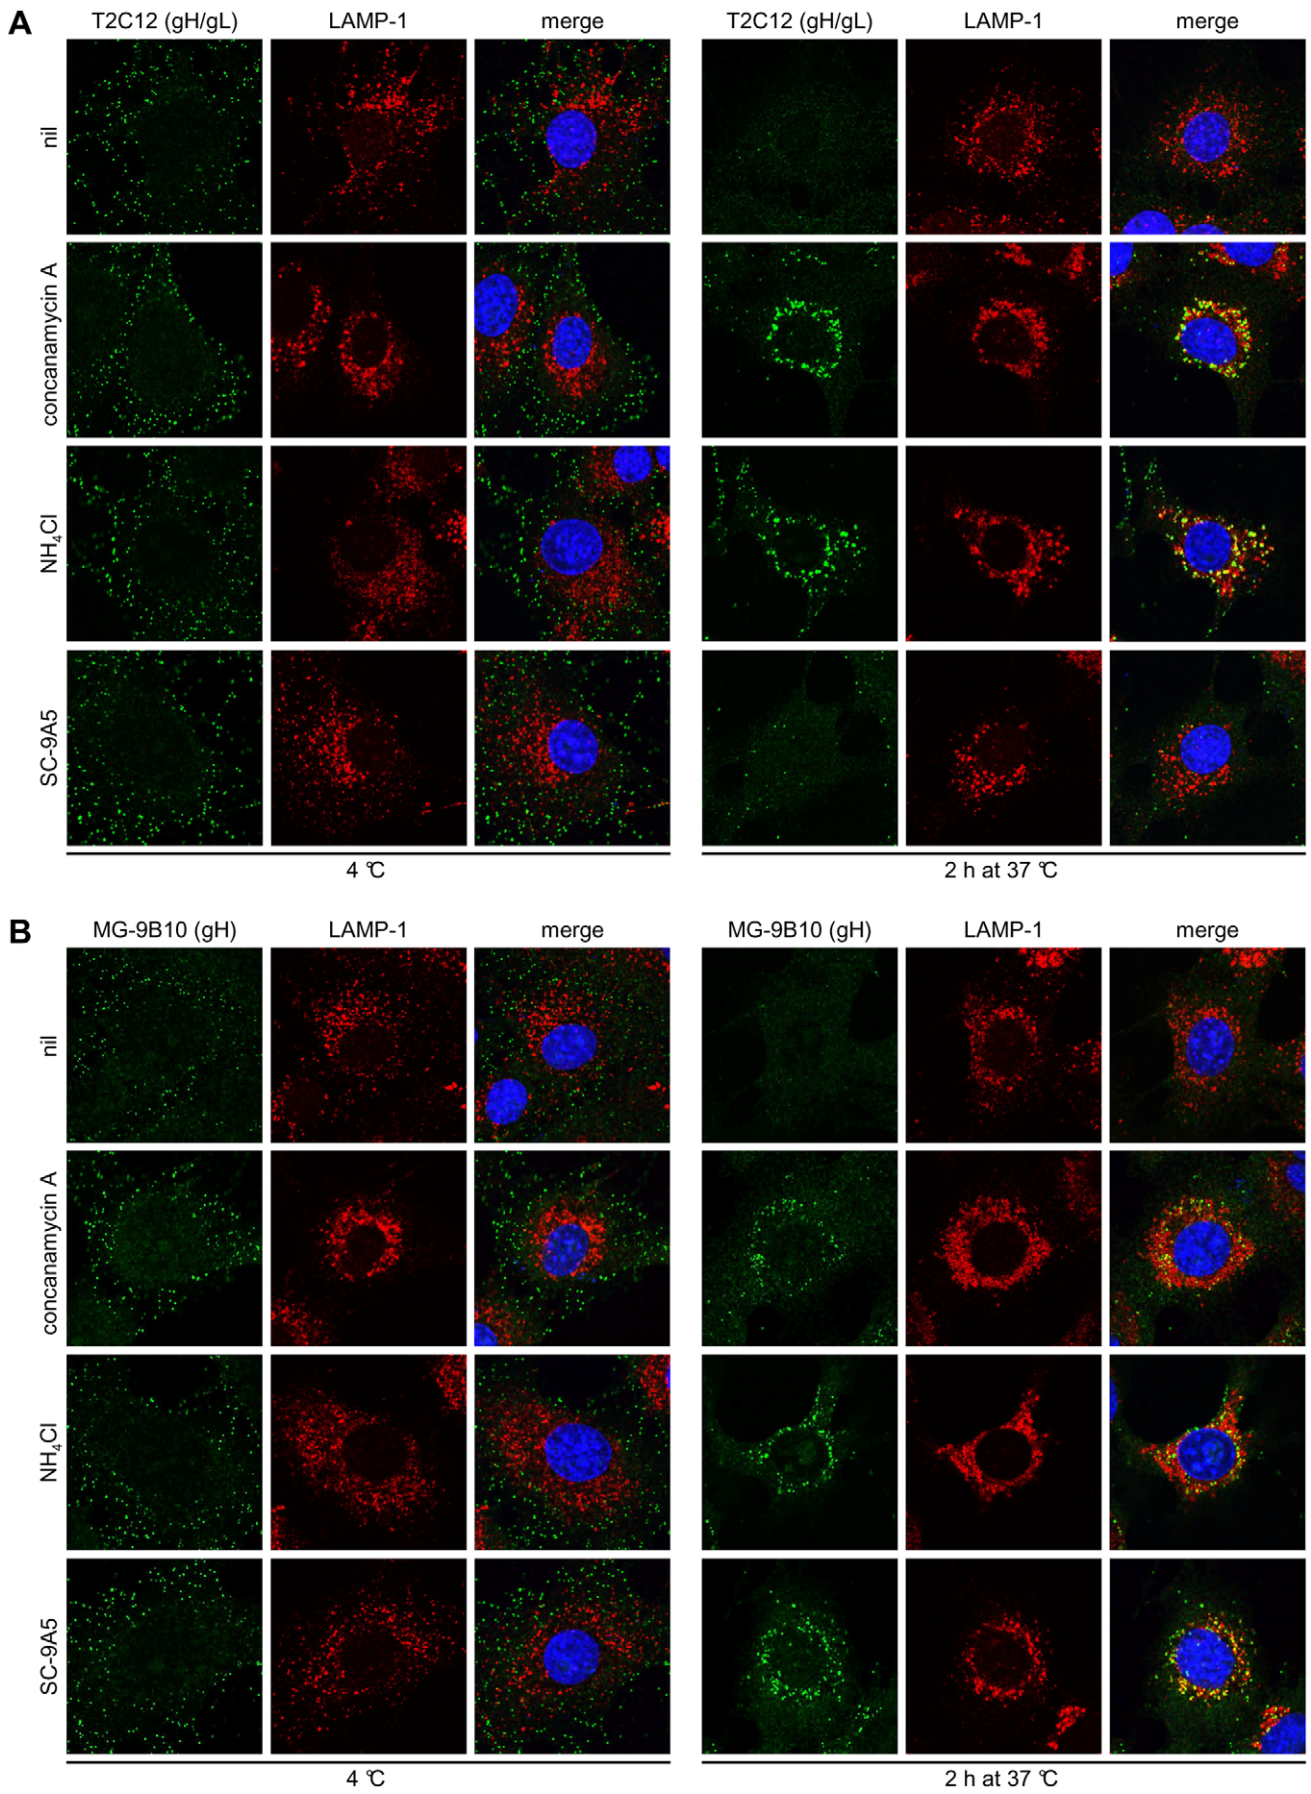 A
T2C12 (gH/gL) LAMP-1 merge T2C12 (gH/gL) LAMP-1 merge
nil
concanamycin A
NH4Cl
SC-9A5
4 °C 2 h at 37 °C
B
MG-9B10 (gH) LAMP-1 merge MG-9B10 (gH) LAMP-1 merge
nil
concanamycin A
NH4Cl
SC-9A5
4 °C 2 h at 37 °C